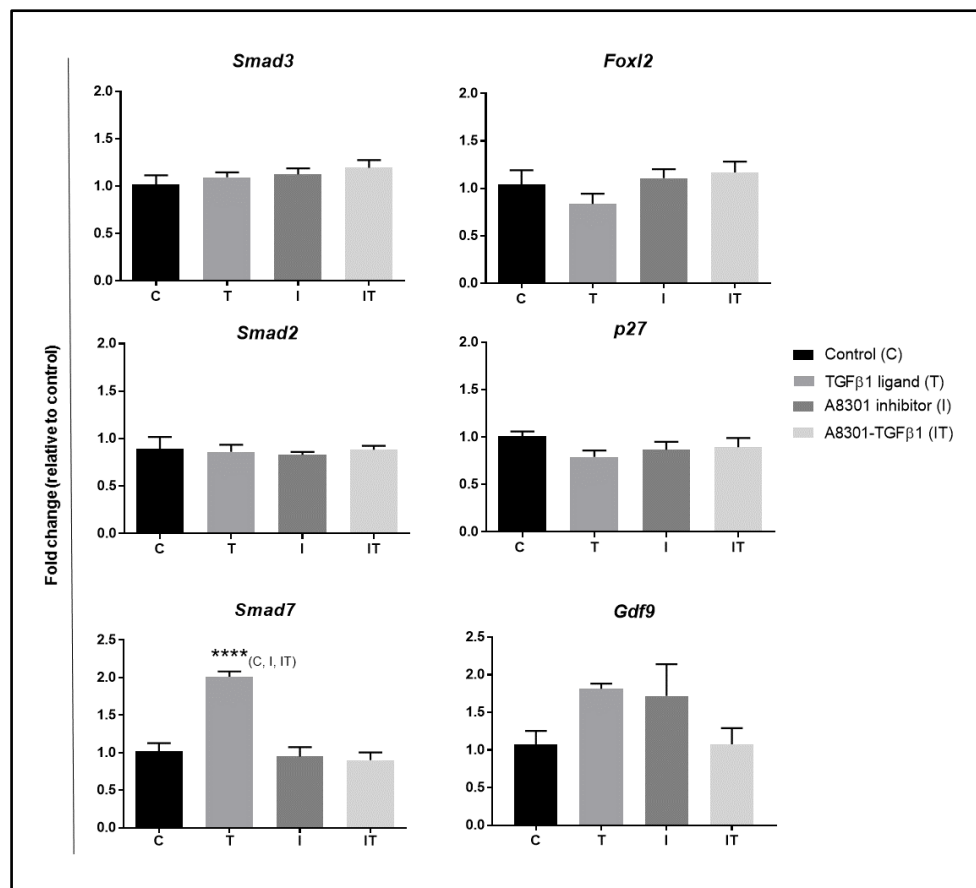 Fold change (relative to control)
Smad3
2.0
1.5
1.0
0.5
0.0
C T I IT
Foxl2
2.0
1.5
1.0
0.5
0.0
C T I IT
Smad2
2.0
1.5
1.0
0.5
0.0
C T I IT
p27
2.0
1.5
1.0
0.5
0.0
C T I IT
Smad7
2.5
2.0
1.5
1.0
0.5
0.0
****(C, I, IT)
C T I IT
Gdf9
2.5
2.0
1.5
1.0
0.5
0.0
C T I IT
Control (C)
TGFβ1 ligand (T)
A8301 inhibitor (I)
A8301-TGFβ1 (IT)